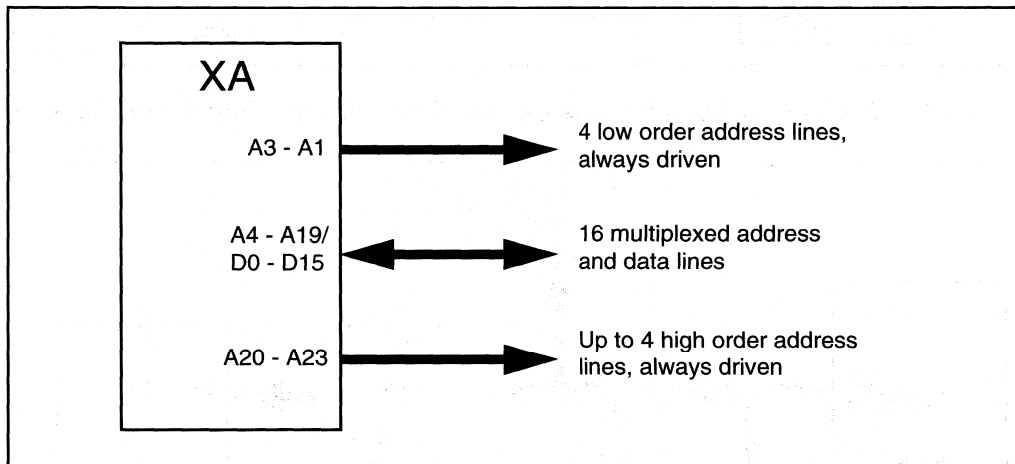 XA
A3 - A1
4 low order address lines,
always driven
A4 - A19/
D0 - D15
16 multiplexed address
and data lines
A20 - A23
Up to 4 high order address
lines, always driven